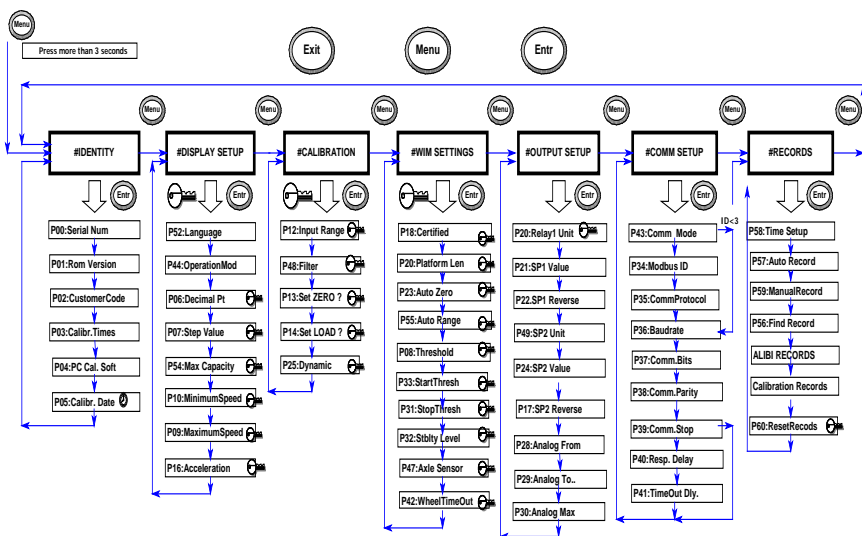 Menu
Press more than 3 seconds
Exit
Menu
Entr
Menu
Menu
Menu
Menu
Menu
Menu
Menu
#IDENTITY
#DISPLAY SETUP
#CALIBRATION
#WIM SETTINGS
#OUTPUT SETUP
#COMM SETUP
#RECORDS
Entr
Entr
Entr
Entr
Entr
Entr
Entr
P00:Serial Num
P01:Rom Version
P02:CustomerCode
P03:Calibr.Times
P04:PC Cal. Soft
P05:Calibr. Date
P52:Language
P44:OperationMod
P06:Decimal Pt
P07:Step Value
P54:Max Capacity
P10:MinimumSpeed
P09:MaximumSpeed
P16:Acceleration
P12:Input Range
P48:Filter
P13:Set ZERO ?
P14:Set LOAD ?
P25:Dynamic
P18:Certified
P20:Platform Len
P23:Auto Zero
P55:Auto Range
P08:Threshold
P33:StartThresh
P31:StopThresh
P32:Stblty Level
P47:Axle Sensor
P42:WheelTimeOut
P20:Relay1 Unit
P21:SP1 Value
P22.SP1 Reverse
P49:SP2 Unit
P24:SP2 Value
P17:SP2 Reverse
P28:Analog From
P29:Analog To..
P30:Analog Max
ID<3
P43:Comm_Mode
P34:Modbus ID
P35:CommProtocol
P36:Baudrate
P37:Comm.Bits
P38:Comm.Parity
P39:Comm.Stop
P40:Resp. Delay
P41:TimeOut Dly.
P58:Time Setup
P57:Auto Record
P59:ManualRecord
P56:Find Record
ALIBI RECORDS
Calibration Records
P60:ResetRecods